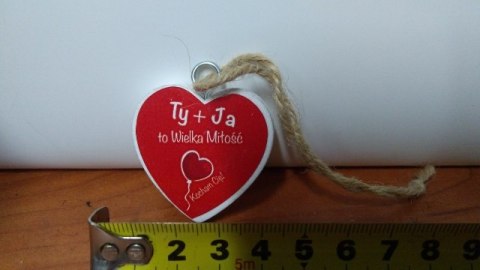 Ty + Ja
to Wielka Miłość
Kocham Cię!
2 3 4 5 6 7 8 9
5m